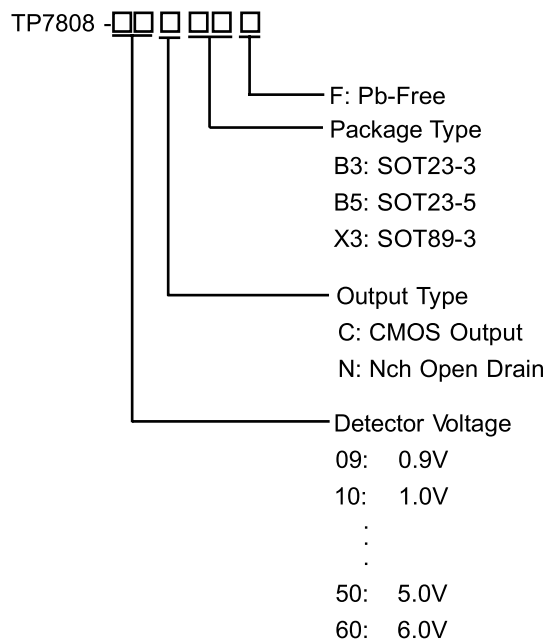 TP7808 -□□ □ □□ □
F: Pb-Free
Package Type
B3: SOT23-3
B5: SOT23-5
X3: SOT89-3
Output Type
C: CMOS Output
N: Nch Open Drain
Detector Voltage
09: 0.9V
10: 1.0V
.
.
.
50: 5.0V
60: 6.0V